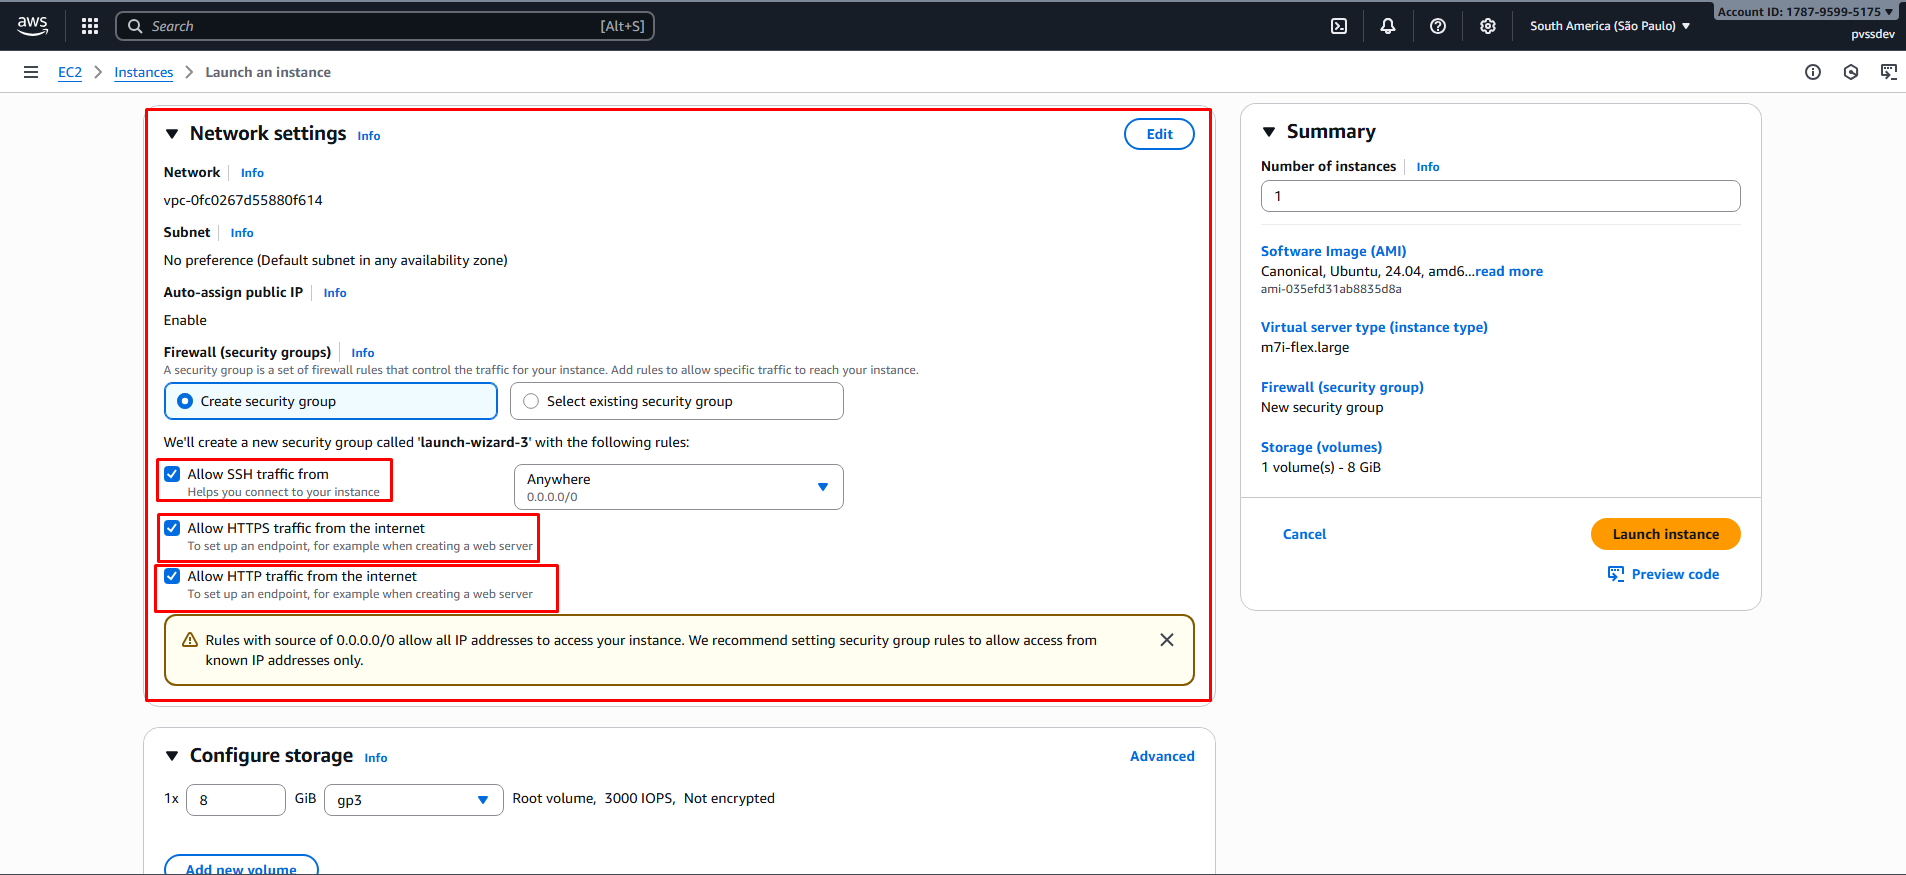 aws
Search [Alt+S]
South America (São Paulo)
Account ID: 1787-9599-5175
pvssdev
EC2 > Instances > Launch an instance
Network settings Info
Edit
Network Info
vpc-0fc0267d55880f614
Subnet Info
No preference (Default subnet in any availability zone)
Auto-assign public IP Info
Enable
Firewall (security groups) Info
A security group is a set of firewall rules that control the traffic for your instance. Add rules to allow specific traffic to reach your instance.
Create security group
Select existing security group
We'll create a new security group called 'launch-wizard-3' with the following rules:
Allow SSH traffic from
Helps you connect to your instance
Anywhere
0.0.0.0/0
Allow HTTPS traffic from the internet
To set up an endpoint, for example when creating a web server
Allow HTTP traffic from the internet
To set up an endpoint, for example when creating a web server
Rules with source of 0.0.0.0/0 allow all IP addresses to access your instance. We recommend setting security group rules to allow access from
known IP addresses only.
Configure storage Info
Advanced
1x 8 GiB gp3 Root volume, 3000 IOPS, Not encrypted
Add new volume
Summary
Number of instances Info
1
Software Image (AMI)
Canonical, Ubuntu, 24.04, amd6...read more
ami-035efd31ab8835d8a
Virtual server type (instance type)
m7i-flex.large
Firewall (security group)
New security group
Storage (volumes)
1 volume(s) - 8 GiB
Cancel
Launch instance
Preview code